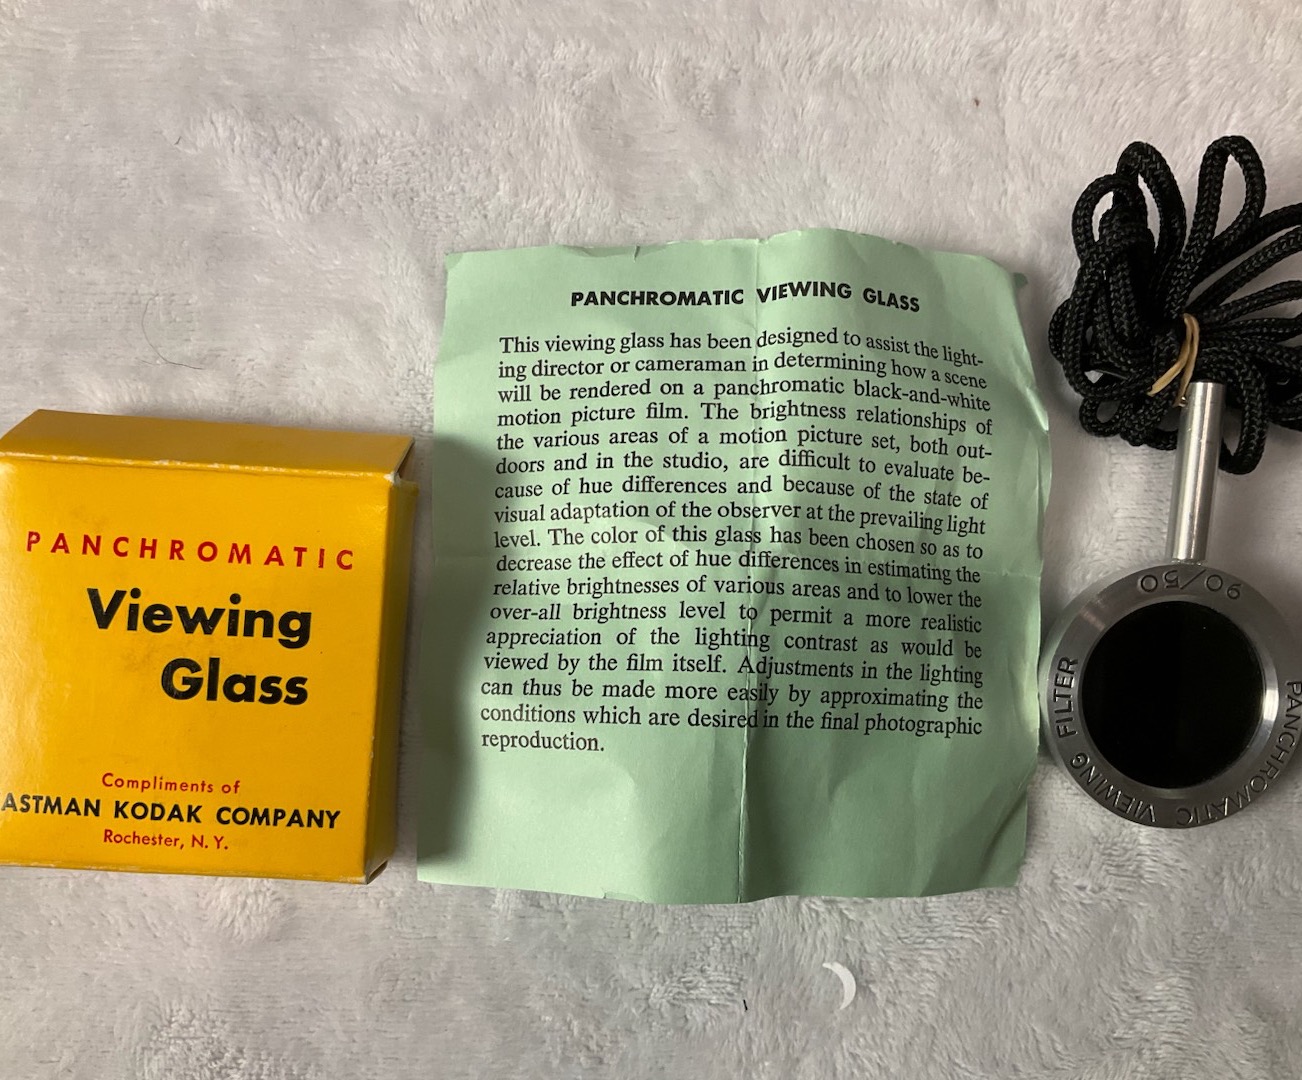 PANCHROMATIC
Viewing
Glass
Compliments of
ASTMAN KODAK COMPANY
Rochester, N. Y.
PANCHROMATIC VIEWING GLASS
This viewing glass has been designed to assist the light-
ing director or cameraman in determining how a scene
will be rendered on a panchromatic black-and-white
motion picture film. The brightness relationships of
the various areas of a motion picture set, both out-
doors and in the studio, are difficult to evaluate be-
cause of hue differences and because of the state of
visual adaptation of the observer at the prevailing light
level. The color of this glass has been chosen so as to
decrease the effect of hue differences in estimating the
relative brightnesses of various areas and to lower the
over-all brightness level to permit a more realistic
appreciation of the lighting contrast as would be
viewed by the film itself. Adjustments in the lighting
can thus be made more easily by approximating the
conditions which are desired in the final photographic
reproduction.
90/50
PANCHROMATIC VIEWING FILTER